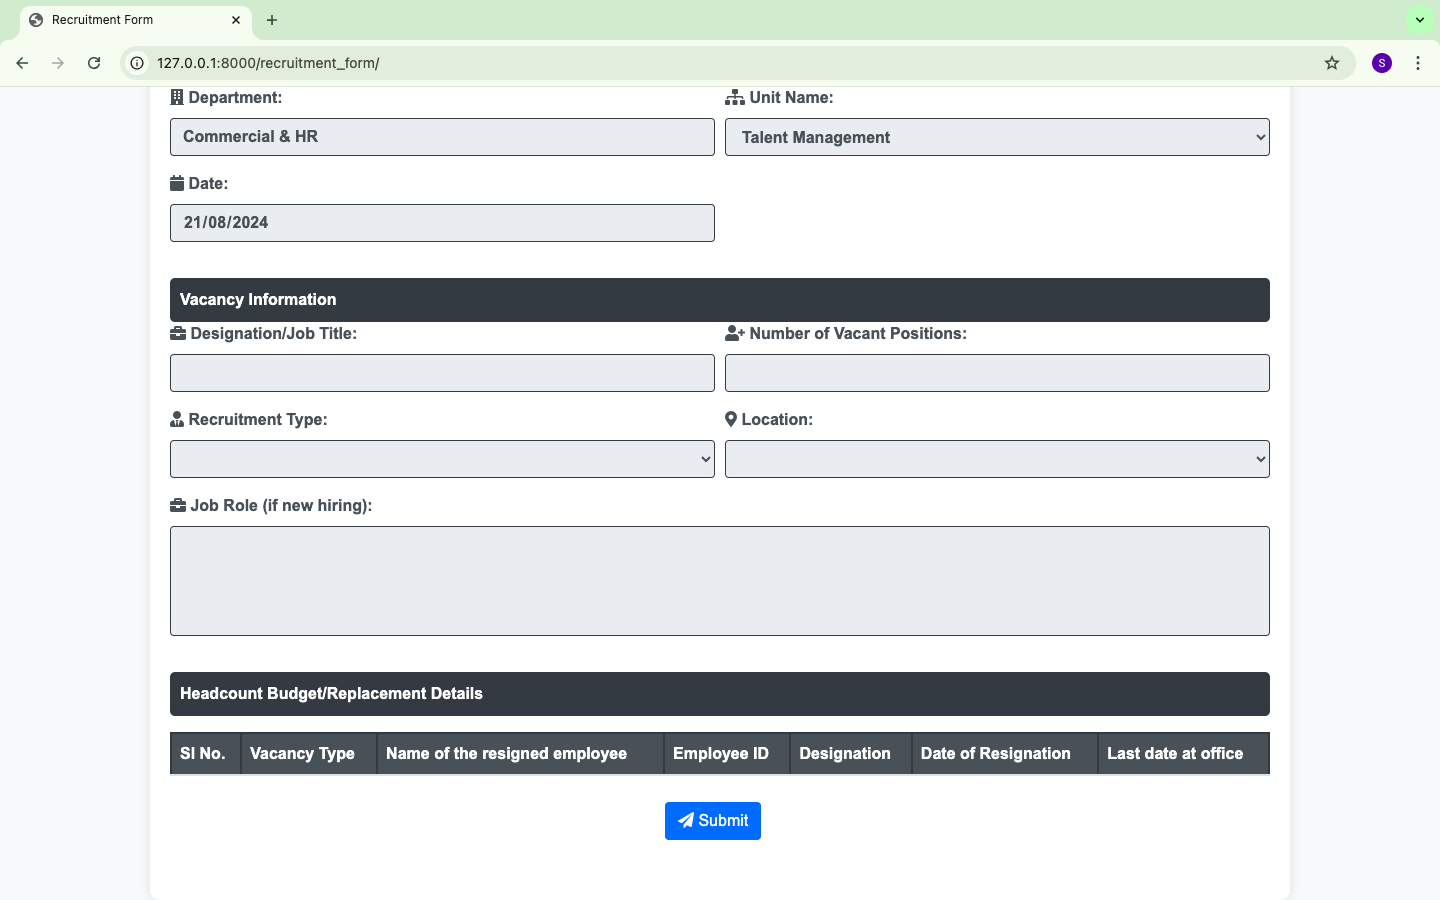 Recruitment Form
127.0.0.1:8000/recruitment_form/
S
Department: Unit Name:
Commercial & HR Talent Management
Date:
21/08/2024
Vacancy Information
Designation/Job Title: Number of Vacant Positions:
Recruitment Type: Location:
Job Role (if new hiring):
Headcount Budget/Replacement Details
Sl No. Vacancy Type Name of the resigned employee Employee ID Designation Date of Resignation Last date at office
Submit